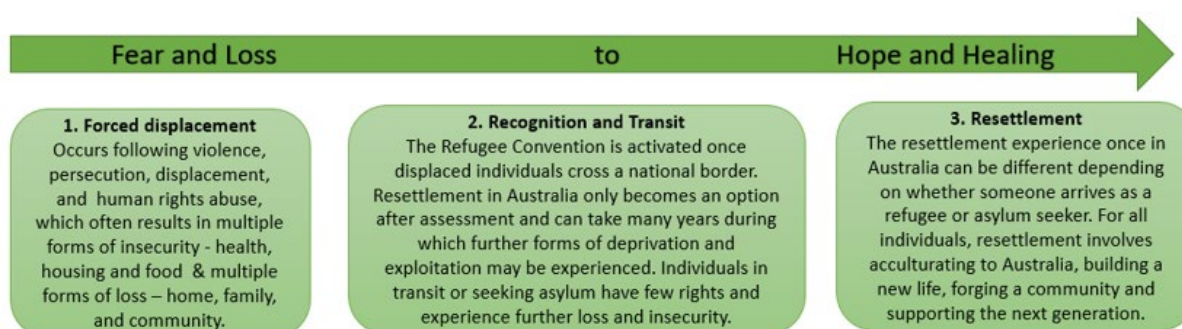 Fear and Loss to Hope and Healing
1. Forced displacement
Occurs following violence,
persecution, displacement,
and human rights abuse,
which often results in multiple
forms of insecurity - health,
housing and food & multiple
forms of loss – home, family,
and community.
2. Recognition and Transit
The Refugee Convention is activated once
displaced individuals cross a national border.
Resettlement in Australia only becomes an option
after assessment and can take many years during
which further forms of deprivation and
exploitation may be experienced. Individuals in
transit or seeking asylum have few rights and
experience further loss and insecurity.
3. Resettlement
The resettlement experience once in
Australia can be different depending
on whether someone arrives as a
refugee or asylum seeker. For all
individuals, resettlement involves
acculturating to Australia, building a
new life, forging a community and
supporting the next generation.